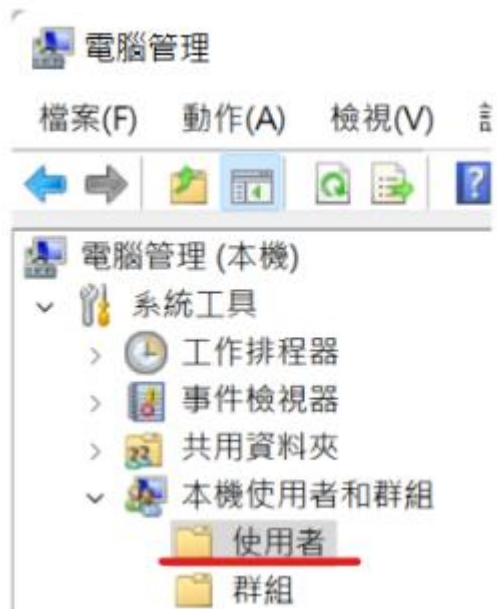 電腦管理
檔案(F) 動作(A) 檢視(V)
電腦管理 (本機)
系統工具
工作排程器
事件檢視器
共用資料夾
本機使用者和群組
使用者
群組